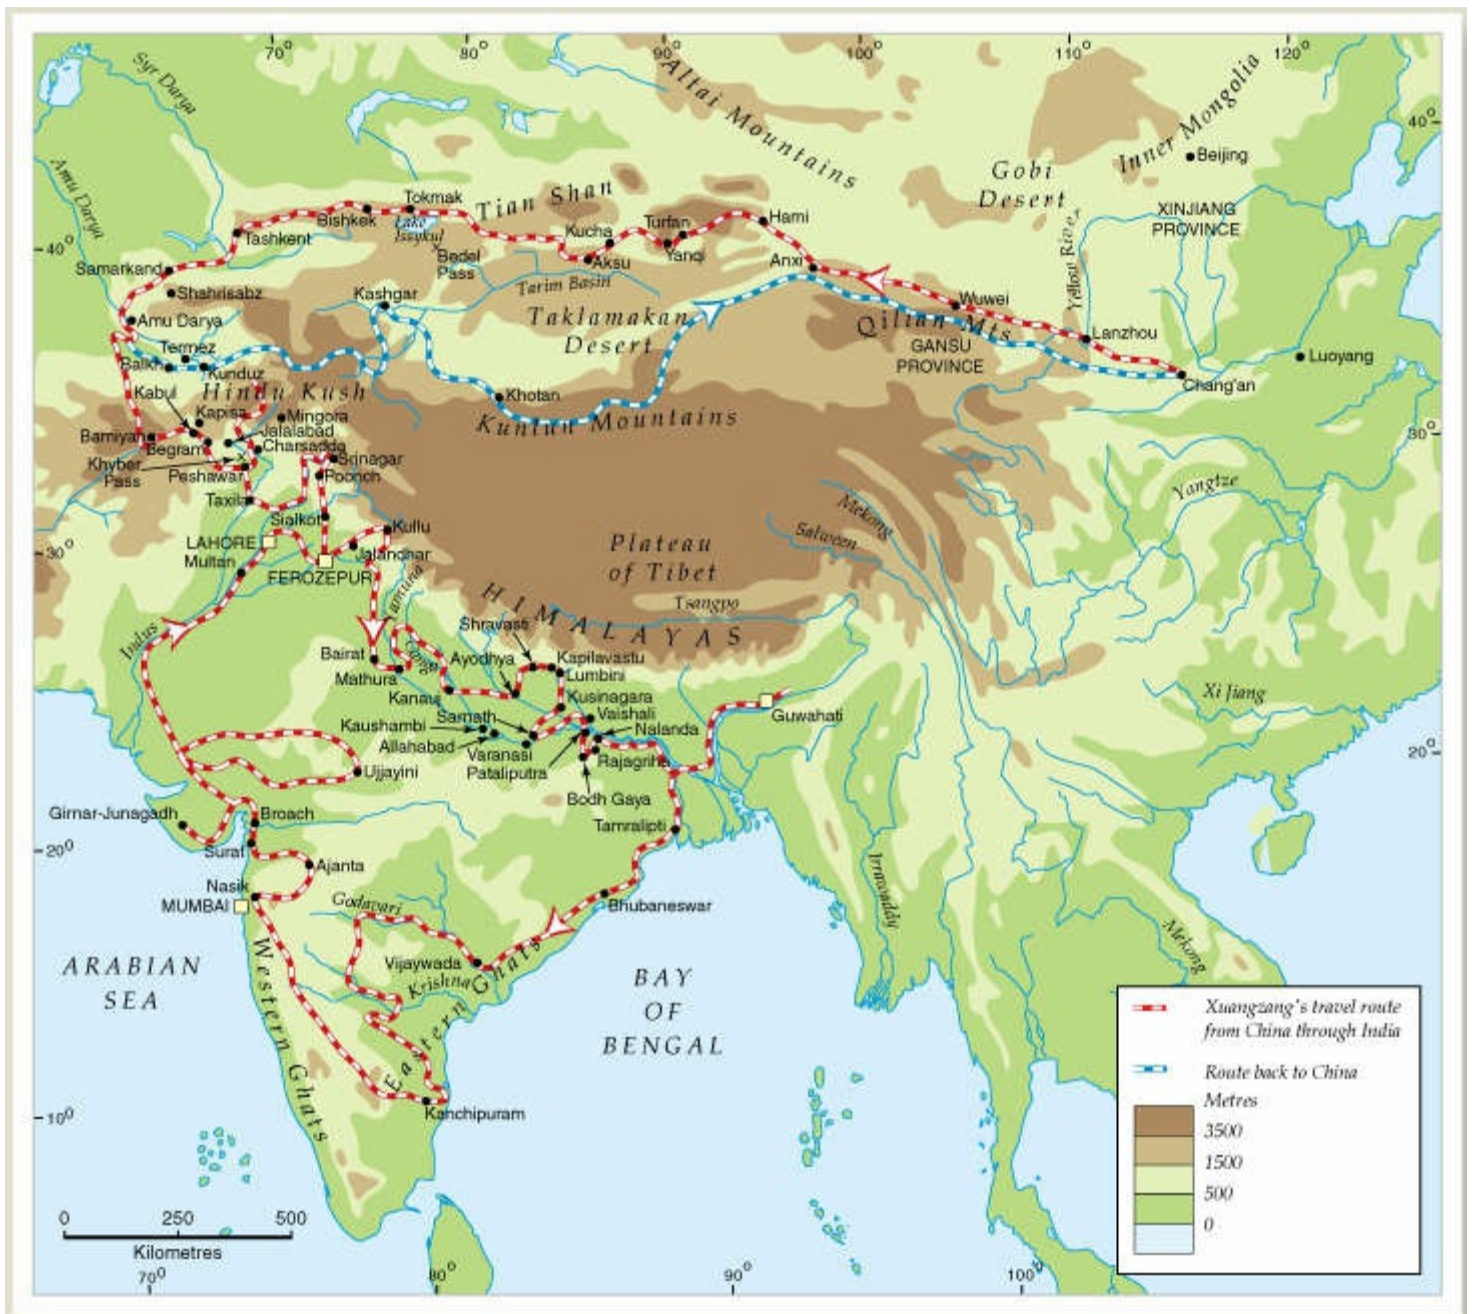 70°
80°
90°
100°
110°
120°
Syr Darya
Altai Mountains
Inner Mongolia
40°
Beijing
Amu Darya
Gobi
Desert
Tian Shan
Tokmak
Bishkek
Lake
Issykul
Turfan
Hami
XINJIANG
PROVINCE
Tashkent
Kucha
Yanqi
40°
Bedel
Pass
Aksu
Anxi
Yellow River
Samarkand
Shahrisabz
Kashgar
Tarim Basin
Wuwei
Amu Darya
Taklamakan
Desert
Qilian Mts
GANSU
PROVINCE
Lanzhou
Termez
Balkh
Kunduz
Luoyang
Chang'an
Kabul
Hindu Kush
Khotan
Kapisa
Mingora
Kunlun Mountains
Jalalabad
Bamiyan
Begram
Charsadda
30°
Khyber
Pass
Peshawar
Srinagar
Poonch
Taxila
Yangtze
Mekong
Salween
Sialkot
Kullu
LAHORE
Multan
Jalandhar
30°
FEROZEPUR
Plateau
of Tibet
Yamuna
Tsangpo
HIMALAYAS
Indus
Shravasti
Bairat
Ayodhya
Kapilavastu
Lumbini
Mathura
Ganga
Kanauj
Kusinagara
Xi Jiang
Sarnath
Vaishali
Kaushambi
Nalanda
Guwahati
Allahabad
Varanasi
Rajagriha
20°
Pataliputra
Ujjayini
Bodh Gaya
Girnar-Junagadh
Broach
Tamralipti
20°
Surat
Ajanta
Nasik
Irrawaddy
MUMBAI
Godavari
Bhubaneswar
Mekong
ARABIAN
SEA
Western Ghats
Vijaywada
Krishna
Eastern Ghats
BAY
OF
BENGAL
Kanchipuram
10°
Xuangzang's travel route
from China through India
Route back to China
Metres
3500
1500
500
0
0 250 500
Kilometres
70°
80°
90°
100°